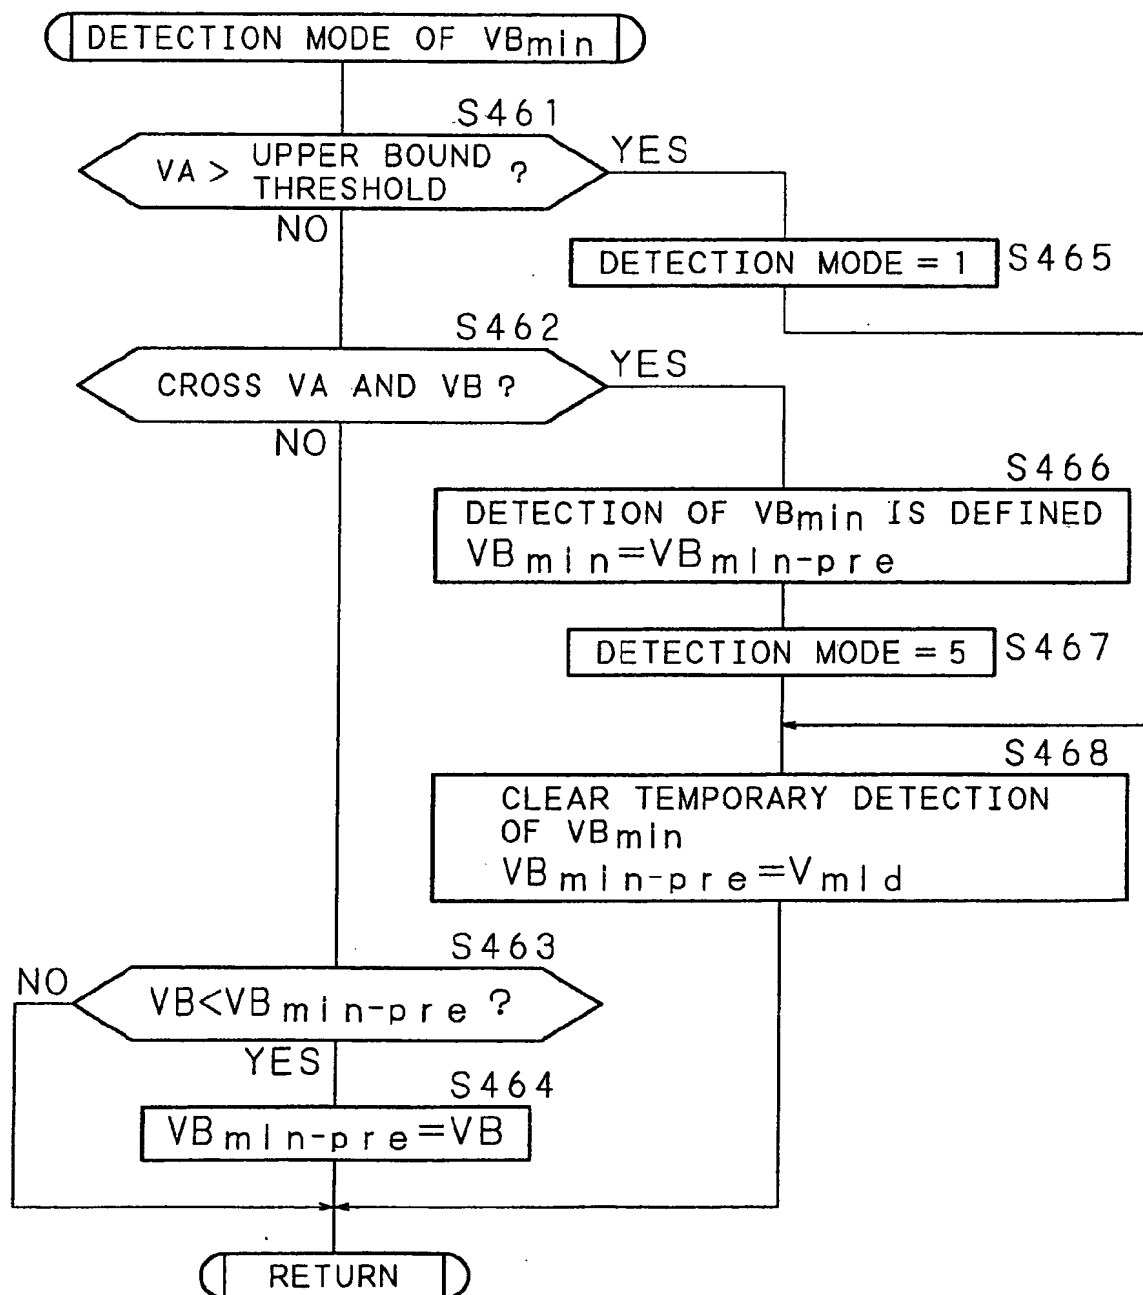 DETECTION MODE OF VBmin
S461
VA > UPPER BOUND THRESHOLD ?
YES
NO
DETECTION MODE = 1
S465
S462
CROSS VA AND VB ?
YES
NO
S466
DETECTION OF VBmin IS DEFINED
VBmin=VBmin-pre
DETECTION MODE = 5
S467
S468
CLEAR TEMPORARY DETECTION
OF VBmin
VBmin-pre=Vmid
S463
NO
VB<VBmin-pre ?
YES
S464
VBmin-pre=VB
RETURN